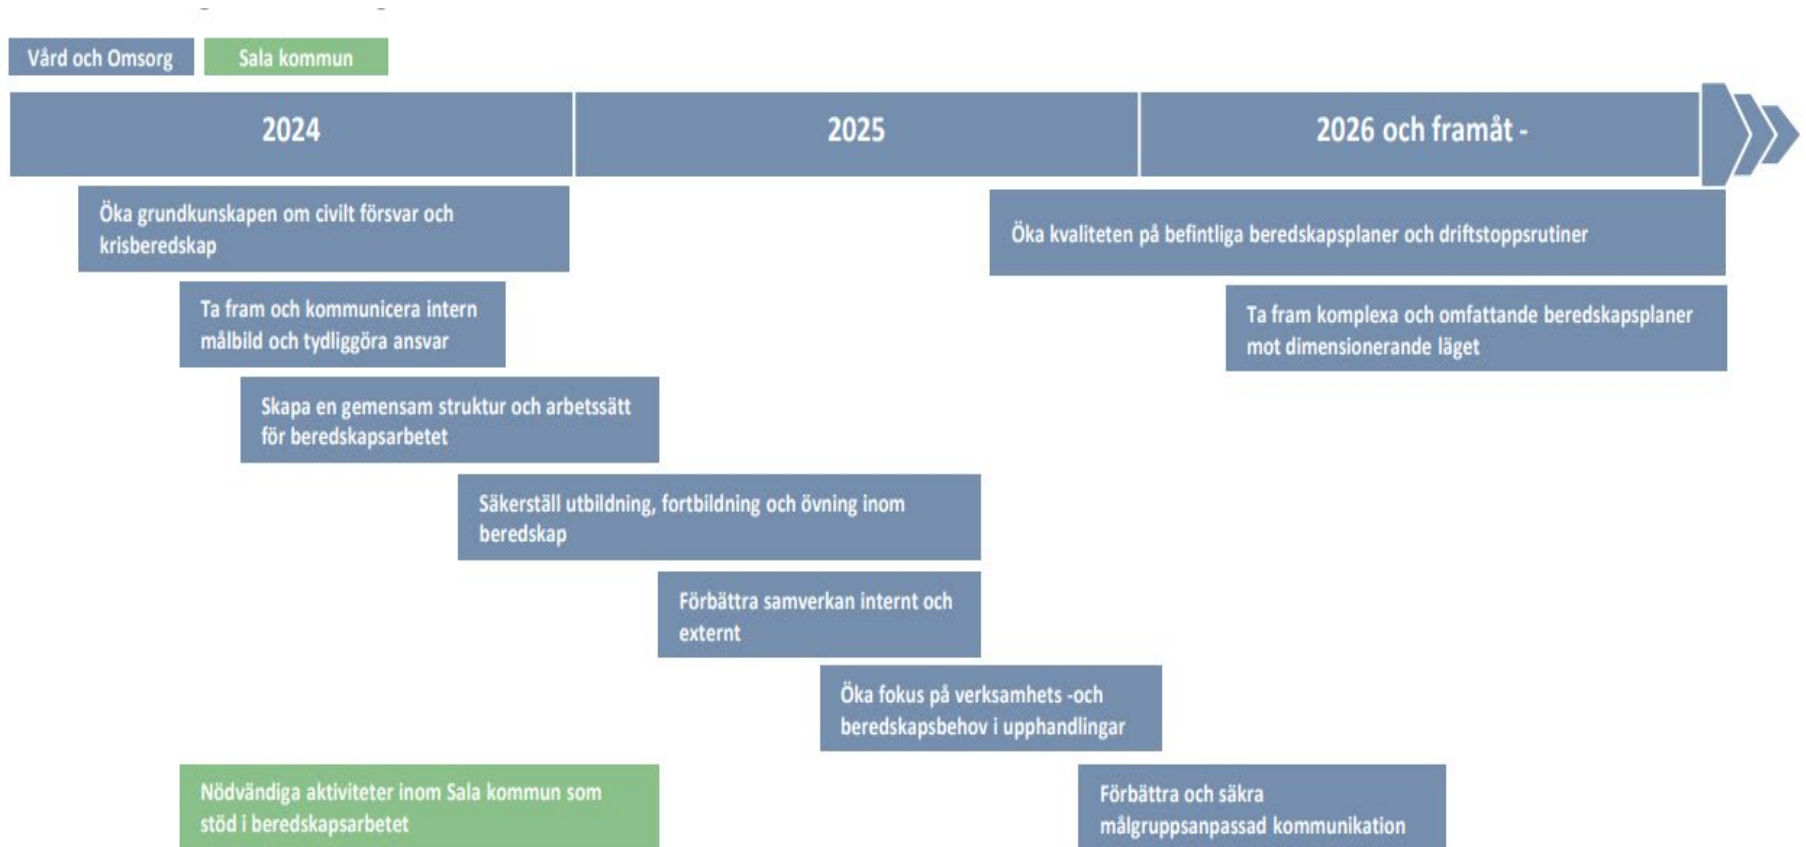 Vård och Omsorg
Sala kommun
2024
2025
2026 och framåt -
Öka grundkunskapen om civilt försvar och
krisberedskap
Öka kvaliteten på befintliga beredskapsplaner och driftstoppsrutiner
Ta fram och kommunicera intern
målbild och tydliggöra ansvar
Ta fram komplexa och omfattande beredskapsplaner
mot dimensionerande läget
Skapa en gemensam struktur och arbetssätt
för beredskapsarbetet
Säkerställ utbildning, fortbildning och övning inom
beredskap
Förbättra samverkan internt och
externt
Öka fokus på verksamhets -och
beredskapsbehov i upphandlingar
Nödvändiga aktiviteter inom Sala kommun som
stöd i beredskapsarbetet
Förbättra och säkra
målgruppsanpassad kommunikation